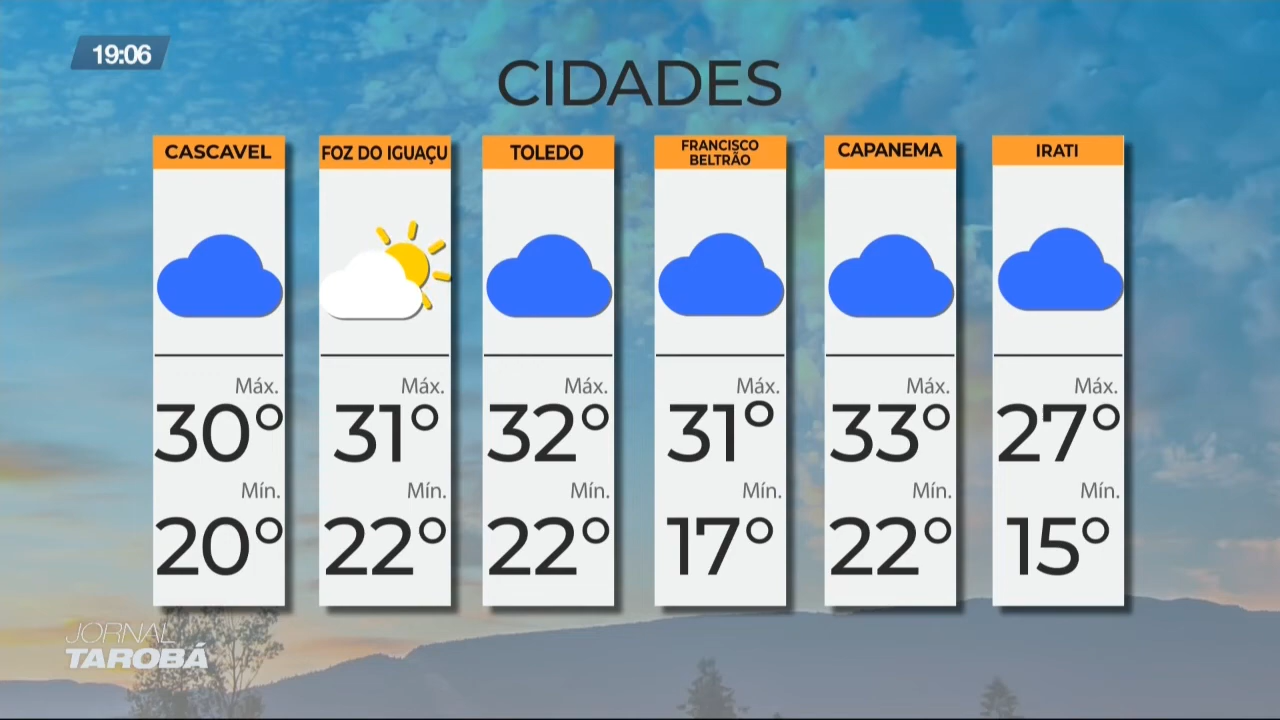 19:06
CIDADES
CASCAVEL
Máx.
30°
Mín.
20°
FOZ DO IGUAÇU
Máx.
31°
Mín.
22°
TOLEDO
Máx.
32°
Mín.
22°
FRANCISCO
BELTRÃO
Máx.
31°
Mín.
17°
CAPANEMA
Máx.
33°
Mín.
22°
IRATI
Máx.
27°
Mín.
15°
JORNAL
TAROBÁ